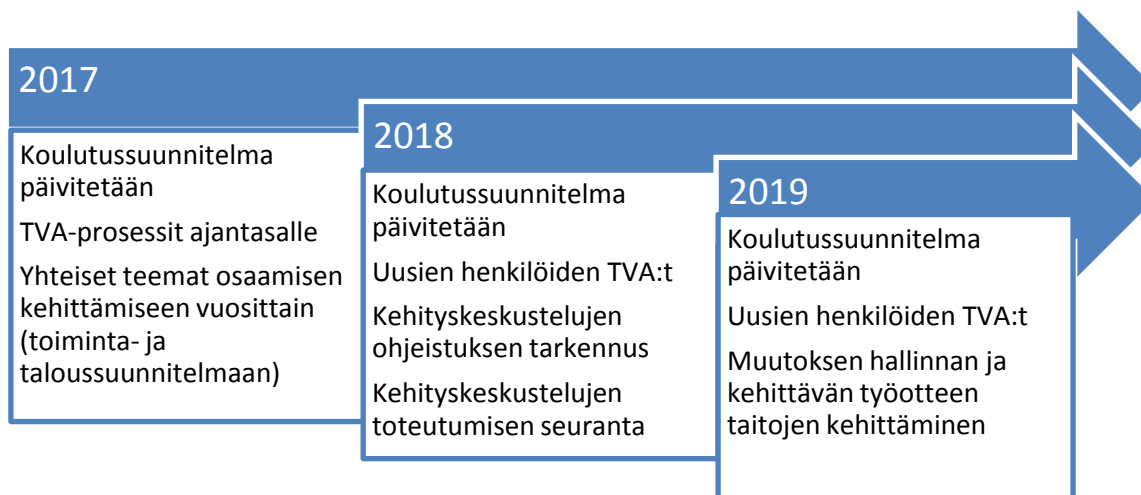 2017
Koulutussuunnitelma
päivitetään
TVA-prosessit ajantasalle
Yhteiset teemat osaamisen
kehittämiseen vuosittain
(toiminta- ja
taloussuunnitelmaan)
2018
Koulutussuunnitelma
päivitetään
Uusien henkilöiden TVA:t
Kehityskeskustelujen
ohjeistuksen tarkennus
Kehityskeskustelujen
toteutumisen seuranta
2019
Koulutussuunnitelma
päivitetään
Uusien henkilöiden TVA:t
Muutoksen hallinnan ja
kehittävän työotteen
taitojen kehittäminen